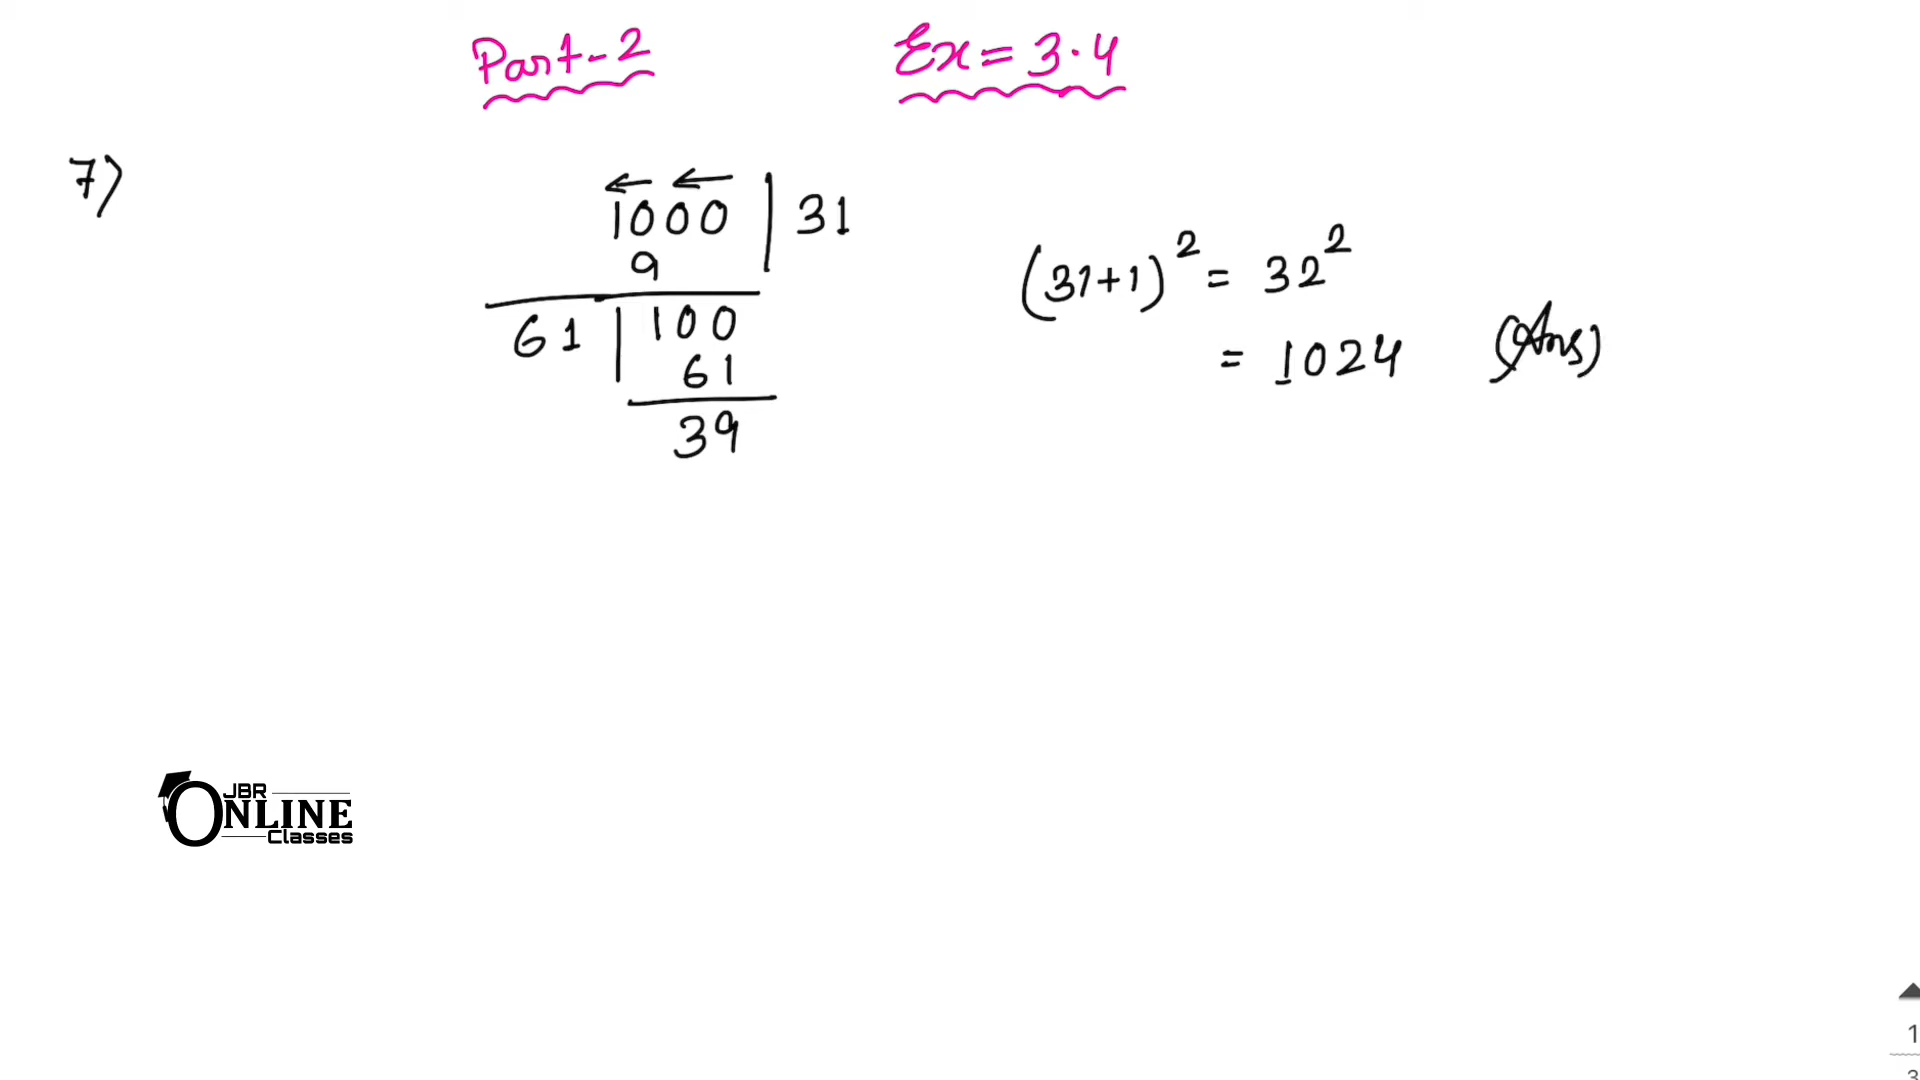 Part-2 Ex = 3.4
7)
1000 | 31
9
61 | 100
61
39
(31+1)² = 32²
= 1024 (Ans)
JBR
ONLINE
Classes
1
3